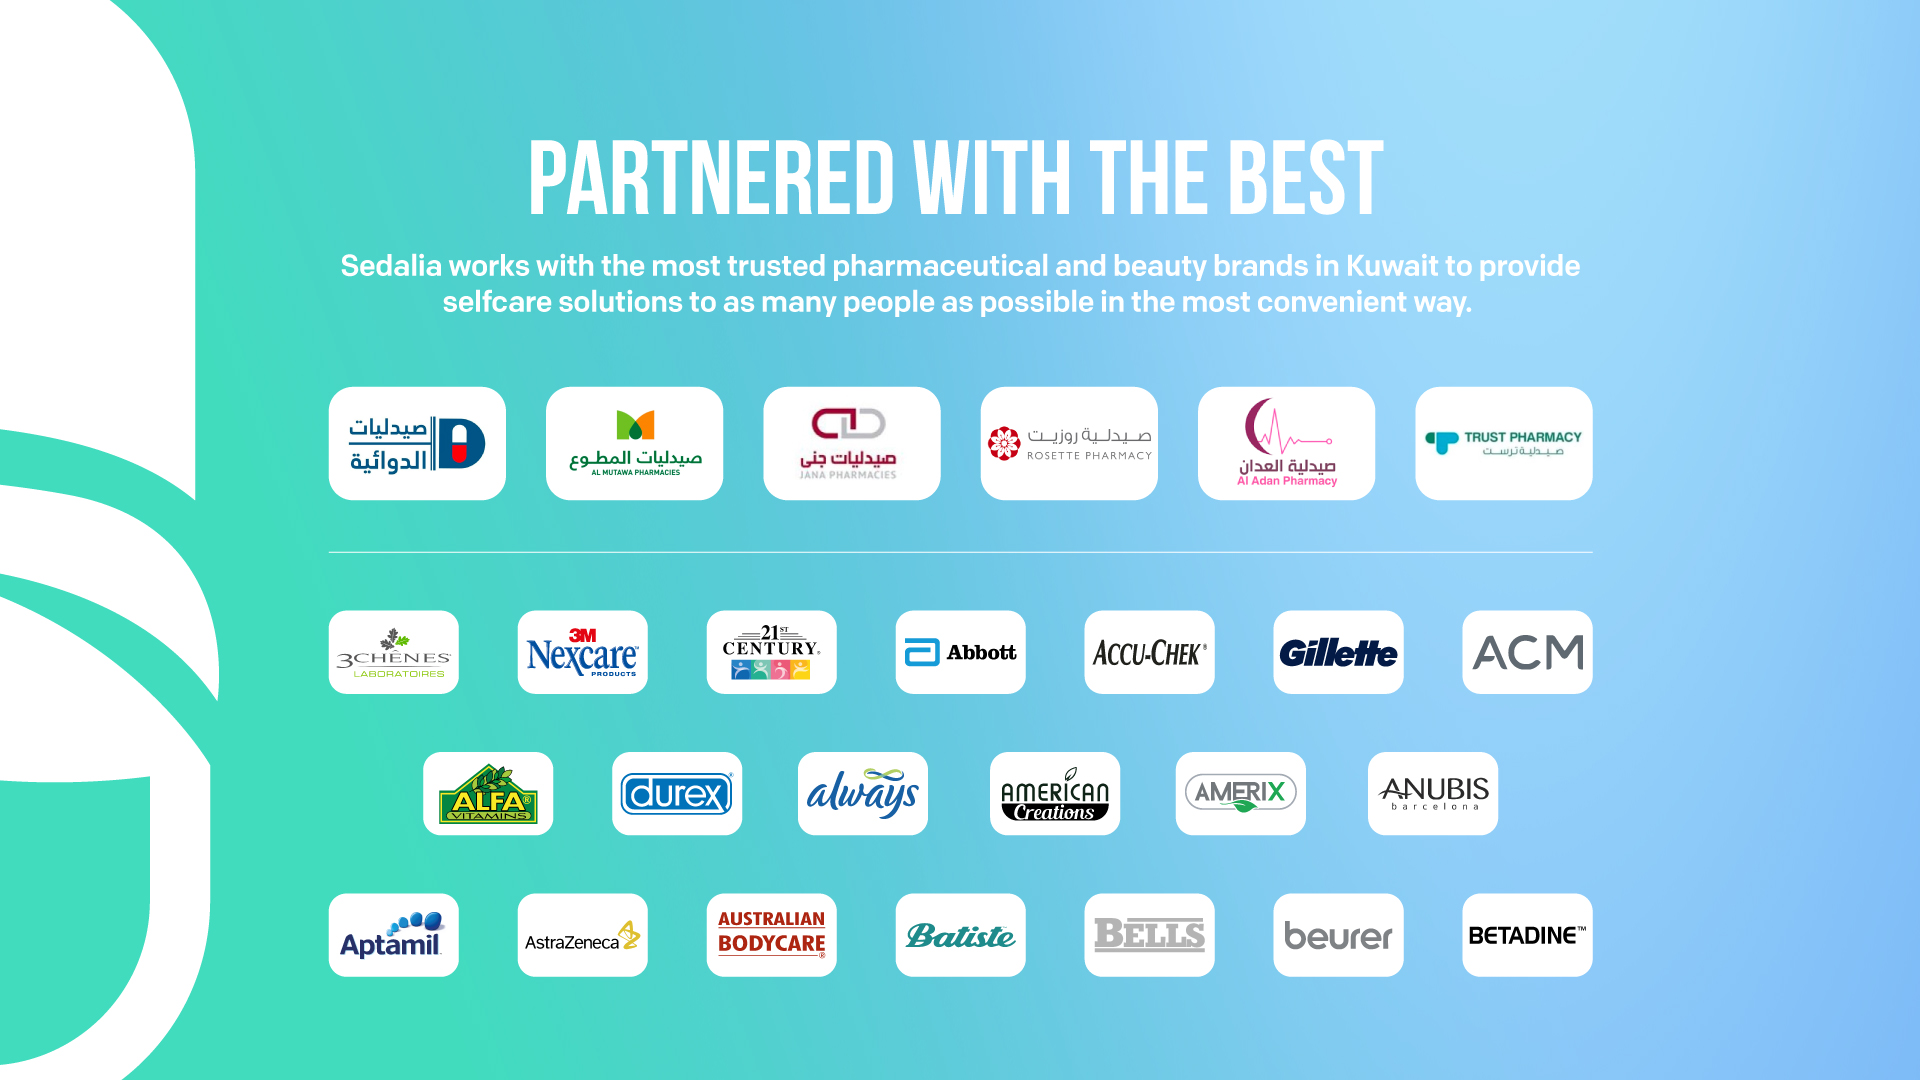 PARTNERED WITH THE BEST
Sedalia works with the most trusted pharmaceutical and beauty brands in Kuwait to provide
selfcare solutions to as many people as possible in the most convenient way.
صيدليات
الدوائية
صيدليات المطوع
AL MUTAWA PHARMACIES
صيدليات جنى
JANA PHARMACIES
صيدلية روزيت
ROSETTE PHARMACY
صيدلية العدان
Al Adan Pharmacy
TRUST PHARMACY
صيدلية ترست
3CHÊNES
LABORATOIRES
3M
Nexcare™
PRODUCTS
21ST
CENTURY®
Abbott
ACCU-CHEK®
Gillette
ACM
ALFA®
VITAMINS
durex®
always
AMERICAN
Creations
AMERIX
ANUBIS
barcelona
Aptamil
AstraZeneca
AUSTRALIAN
BODYCARE®
Batiste
BELLS
beurer
BETADINE™